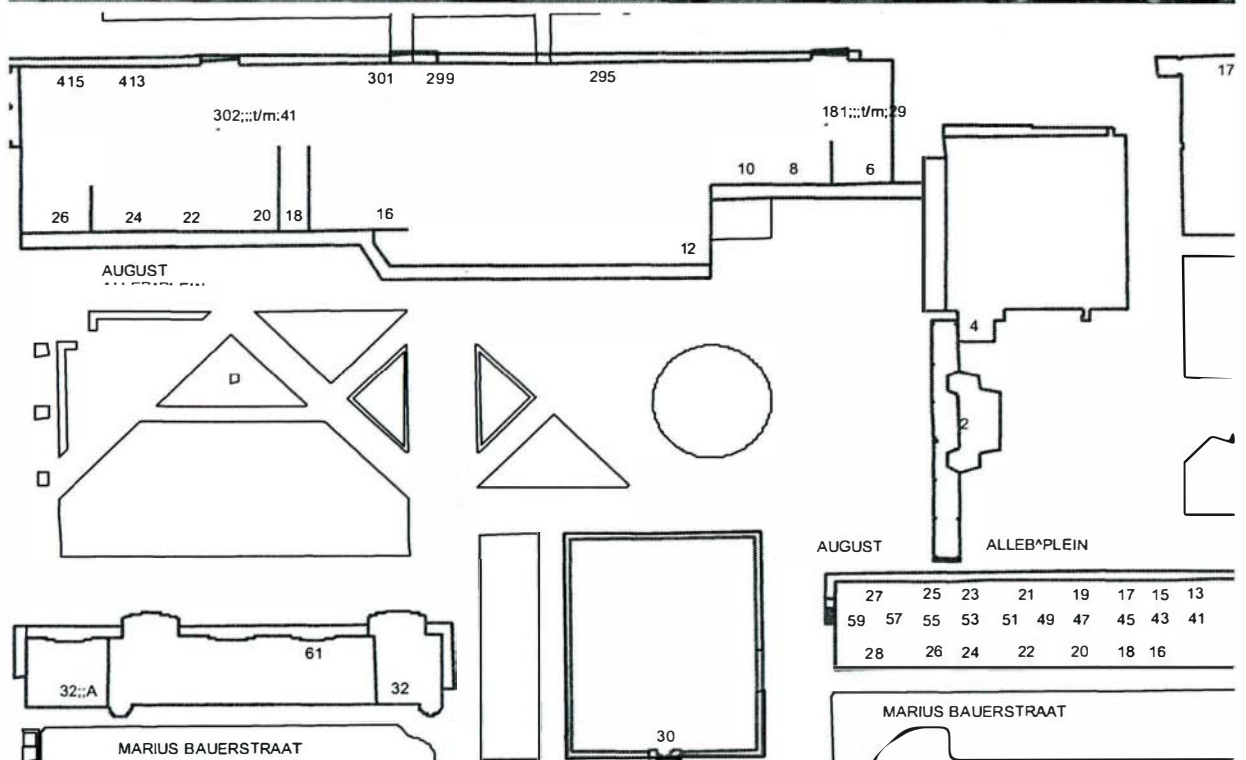 415 413 301 299 295 17
302;;;t/m;41 181;;;t/m;29
10 8 6
26 24 22 20 18 16
12
AUGUST
4
2
AUGUST ALLEB^PLEIN
27 25 23 21 19 17 15 13
59 57 55 53 51 49 47 45 43 41
28 26 24 22 20 18 16
61
32;;A 32
MARIUS BAUERSTRAAT
30
MARIUS BAUERSTRAAT